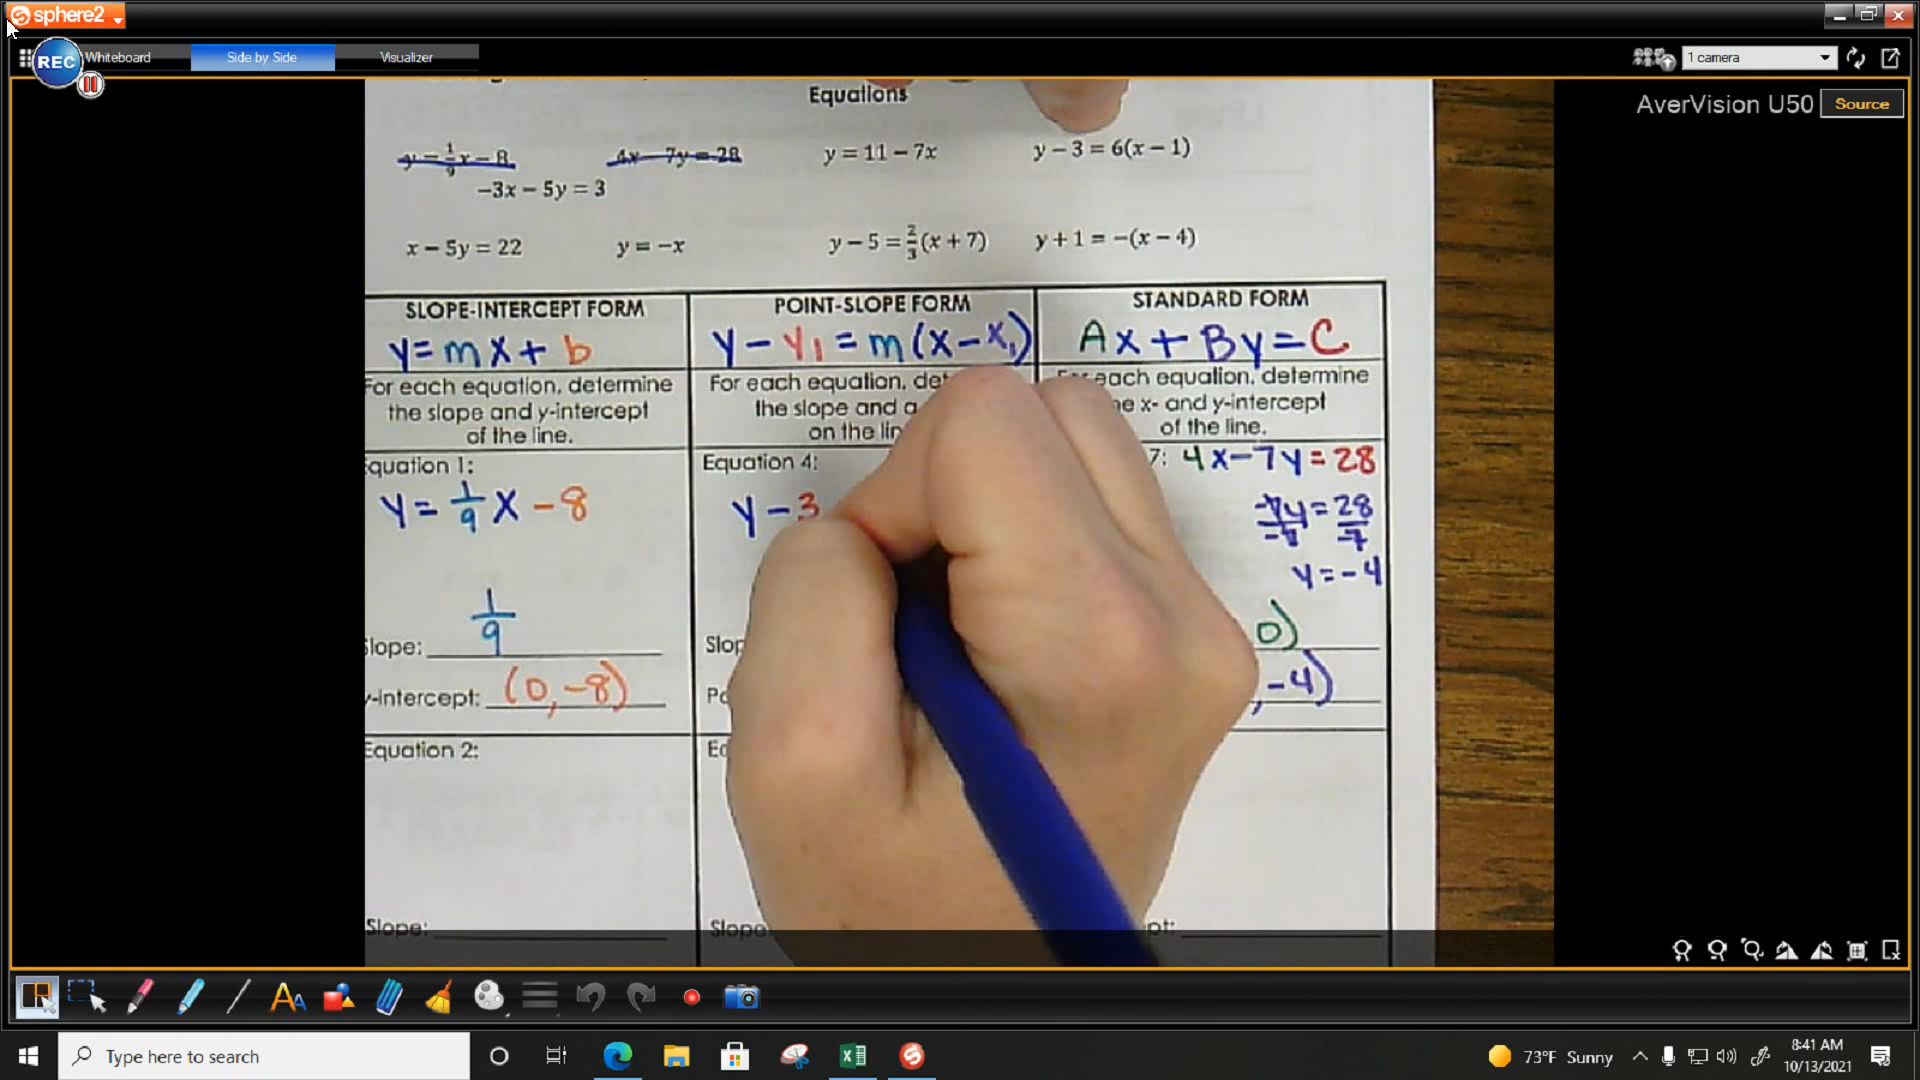 sphere2
REC
Whiteboard
Side by Side
Visualizer
1 camera
AverVision U50
Source
Equations
y = 1/9 x − 8
4x − 7y = 28
y = 11 − 7x
y − 3 = 6(x − 1)
−3x − 5y = 3
x − 5y = 22
y = −x
y − 5 = 2/3 (x + 7)
y + 1 = −(x − 4)
SLOPE-INTERCEPT FORM
y = mx + b
For each equation, determine
the slope and y-intercept
of the line.
Equation 1:
y = 1/9 x − 8
1/9
Slope:
y-intercept: (0, −8)
Equation 2:
Slope:
POINT-SLOPE FORM
y − y₁ = m(x − x₁)
For each equation,
the slope and a
on the
Equation 4:
y − 3
STANDARD FORM
Ax + By = C
each equation, determine
x- and y-intercept
of the line.
7: 4x − 7y = 28
−7y = 28
−7 −7
y = −4
0)
, −4)
Type here to search
73°F Sunny
8:41 AM
10/13/2021